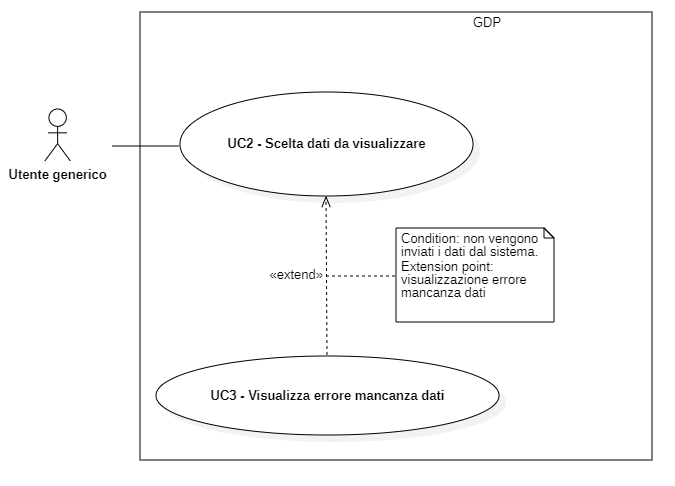 GDP
UC2 - Scelta dati da visualizzare
Utente generico
Condition: non vengono
inviati i dati dal sistema.
Extension point:
visualizzazione errore
mancanza dati
«extend»
UC3 - Visualizza errore mancanza dati